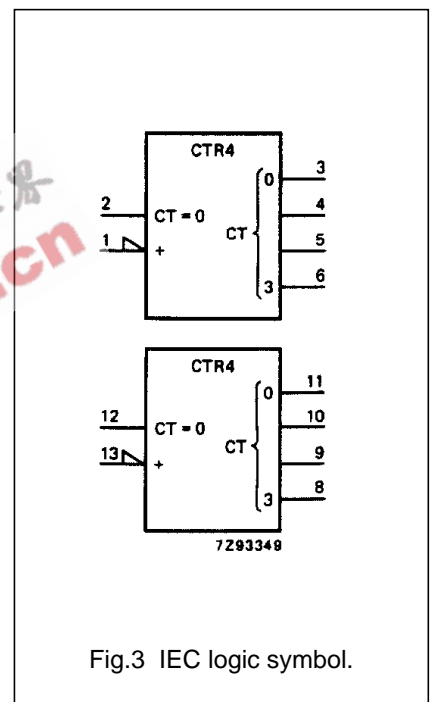 CTR4
0 3
2 4
CT = 0
CT
1 + 5
3 6
CTR4
0 11
12 10
CT = 0
CT
13 + 9
3 8
7Z93349
Fig.3 IEC logic symbol.